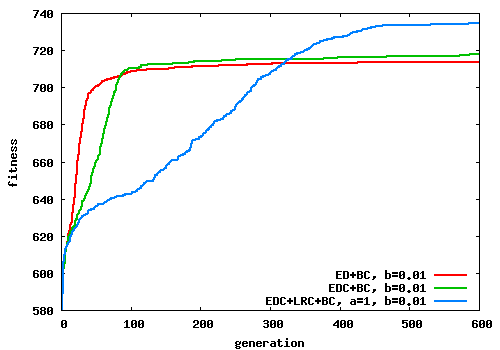 740
720
700
680
660
640
620
600
580
fitness
ED+BC, b=0.01
EDC+BC, b=0.01
EDC+LRC+BC, a=1, b=0.01
0 100 200 300 400 500 600
generation